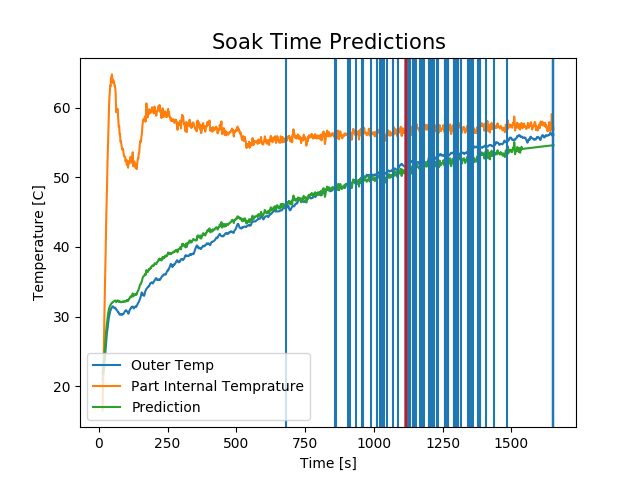 Soak Time Predictions
Temperature [C]
60
50
40
30
20
Outer Temp
Part Internal Temprature
Prediction
0
250
500
750
1000
1250
1500
Time [s]